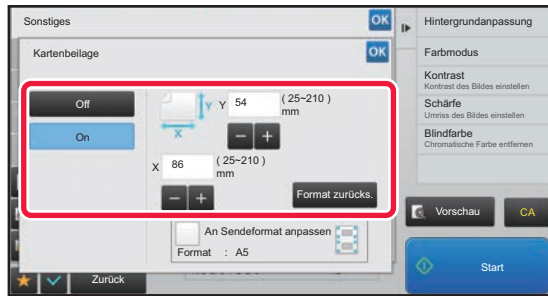 Sonstiges
OK
Kartenbeilage
OK
Off
On
Y
X
Y 54 (25~210)
mm
X 86 (25~210)
mm
Format zurücks.
An Sendeformat anpassen
Format : A5
Zurück
Hintergrundanpassung
Farbmodus
Kontrast
Kontrast des Bildes einstellen
Schärfe
Umriss des Bildes einstellen
Blindfarbe
Chromatische Farbe entfernen
Vorschau
CA
Start